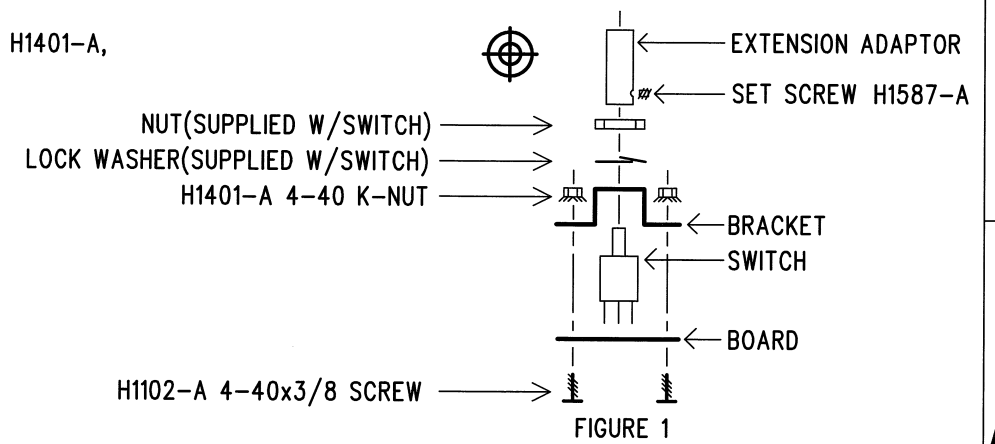 H1401-A,
EXTENSION ADAPTOR
SET SCREW H1587-A
NUT(SUPPLIED W/SWITCH)
LOCK WASHER(SUPPLIED W/SWITCH)
H1401-A 4-40 K-NUT
BRACKET
SWITCH
BOARD
H1102-A 4-40x3/8 SCREW
FIGURE 1